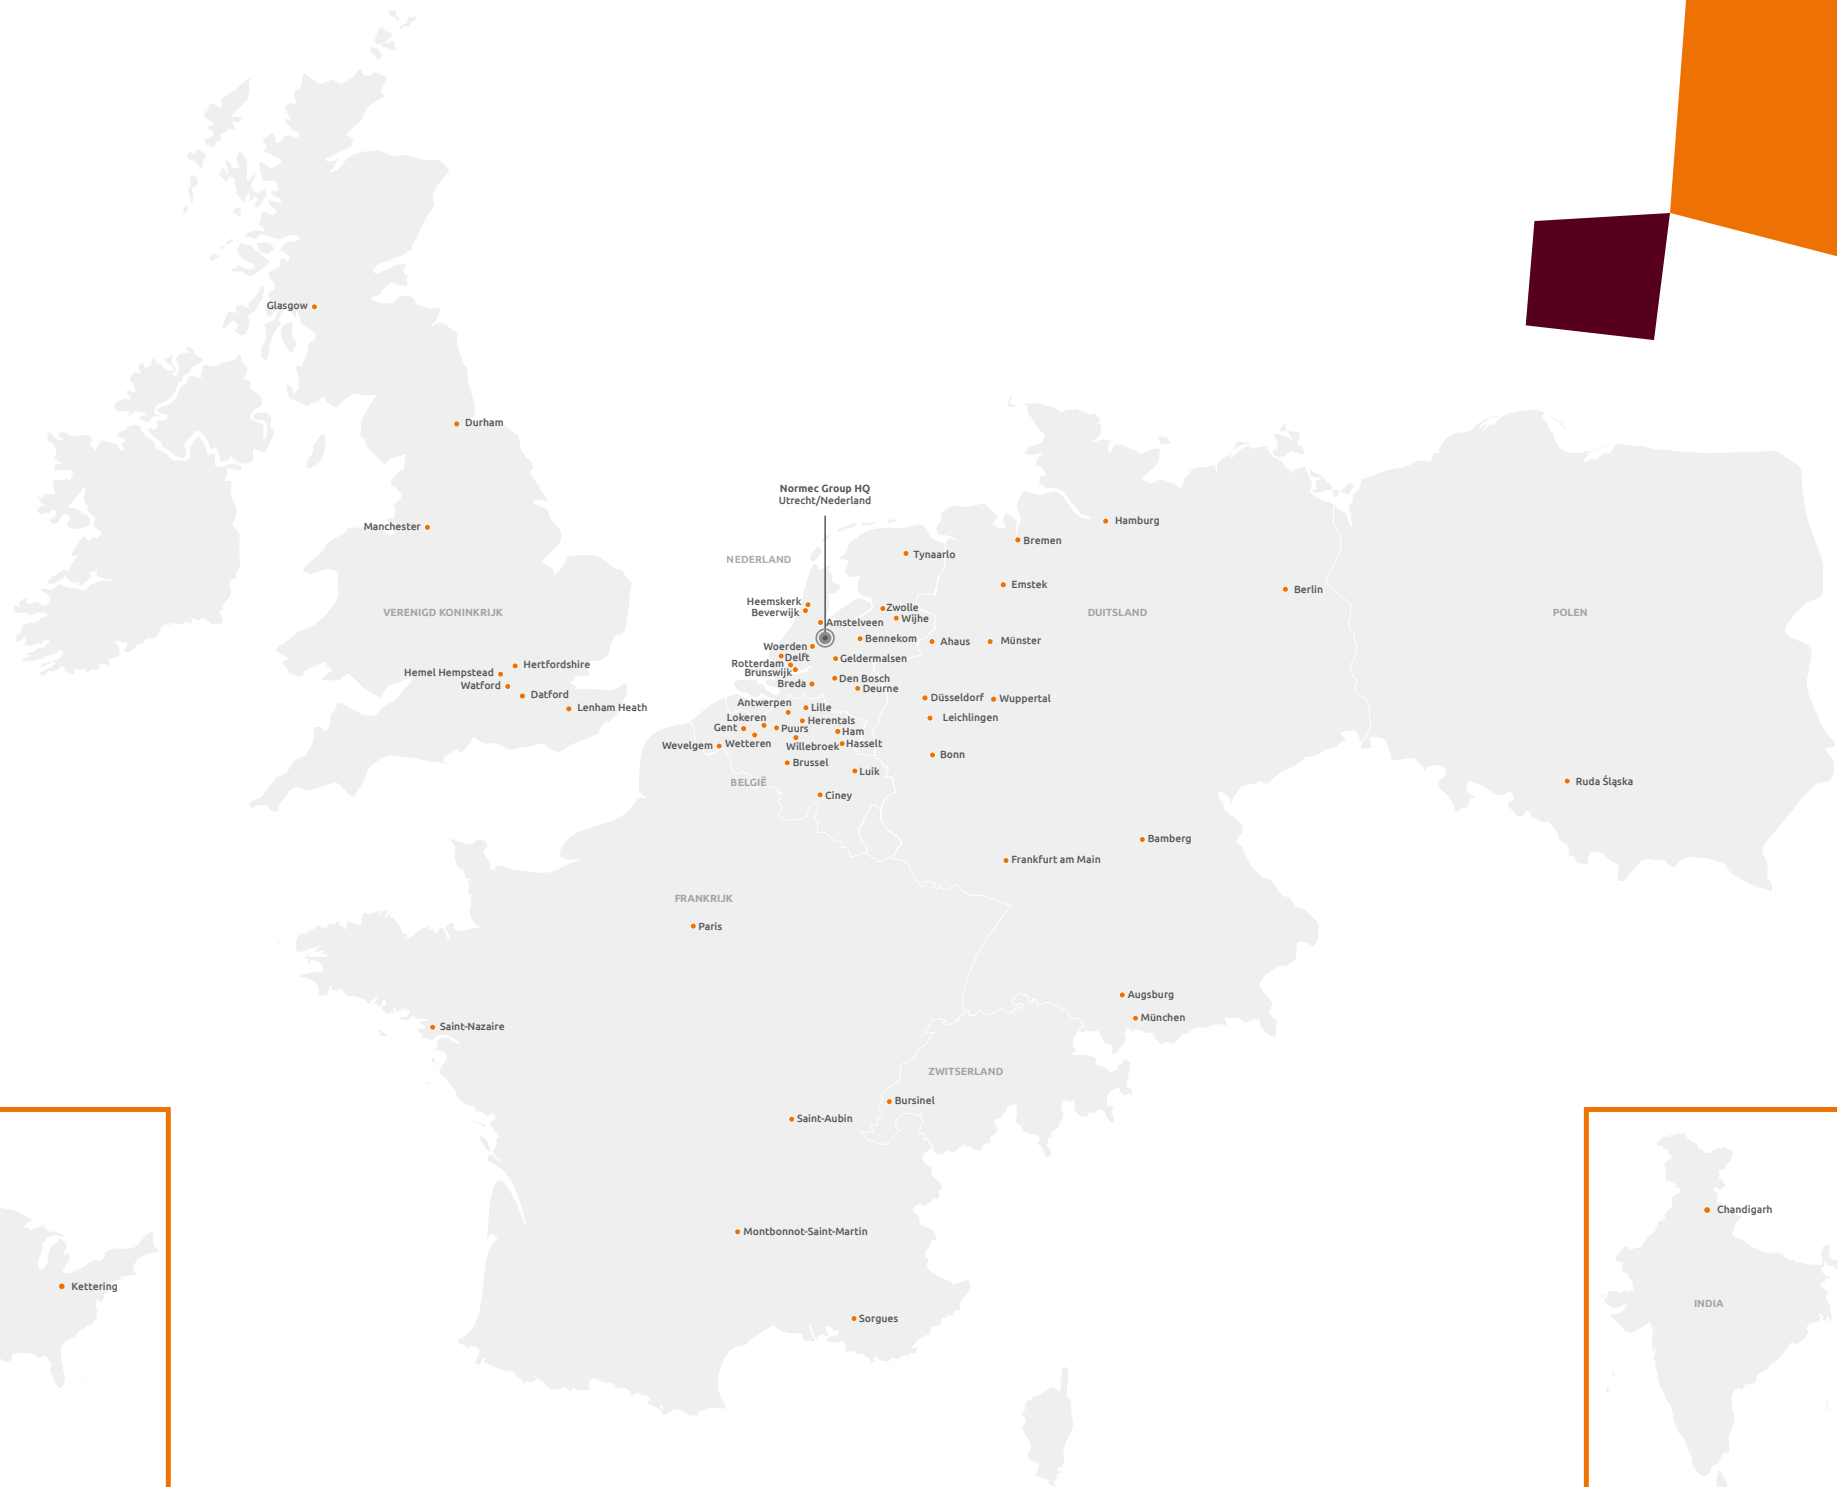 Glasgow
Durham
Normec Group HQ
Utrecht/Nederland
Manchester
Hamburg
Bremen
Tynaarlo
NEDERLAND
Emstek
Berlin
Heemskerk
Beverwijk
Zwolle
Wijhe
VERENIGD KONINKRIJK
DUITSLAND
POLEN
Amstelveen
Bennekom
Ahaus
Münster
Woerden
Delft
Geldermalsen
Rotterdam
Brunswijk
Hertfordshire
Hemel Hempstead
Watford
Datford
Lenham Heath
Den Bosch
Breda
Deurne
Düsseldorf
Wuppertal
Antwerpen
Lille
Leichlingen
Lokeren
Herentals
Gent
Puurs
Ham
Wevelgem
Wetteren
Willebroek
Hasselt
Bonn
Brussel
Luik
BELGIË
Ciney
Ruda Śląska
Bamberg
Frankfurt am Main
FRANKRIJK
Paris
Augsburg
München
Saint-Nazaire
ZWITSERLAND
Bursinel
Saint-Aubin
Chandigarh
Montbonnot-Saint-Martin
Kettering
INDIA
Sorgues